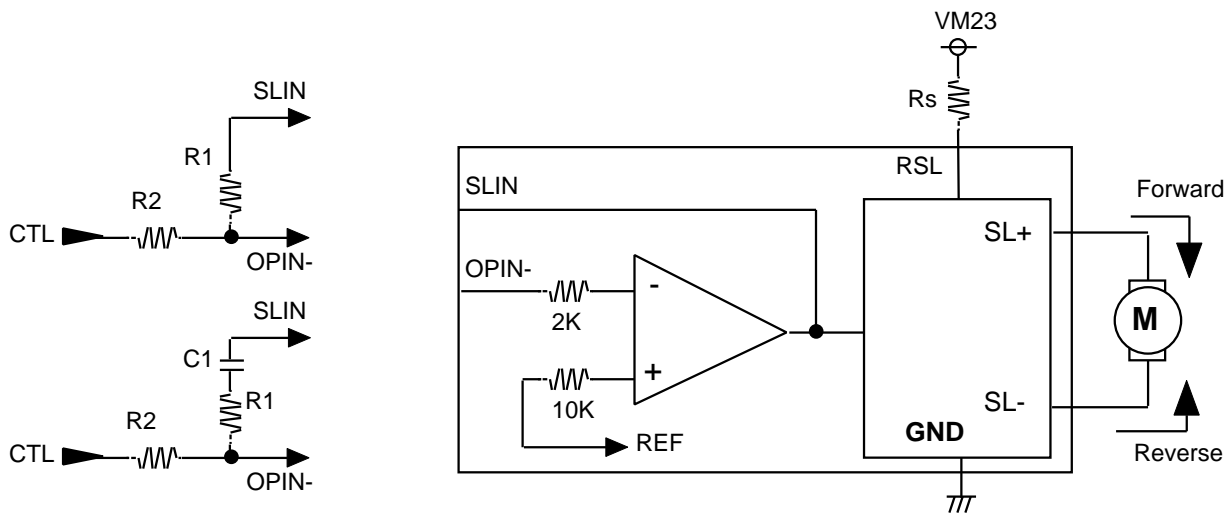 SLIN
R1
R2
CTL
OPIN-
SLIN
C1
R1
R2
CTL
OPIN-
VM23
Rs
RSL
SLIN
OPIN-
2K
-
+
10K
REF
SL+
SL-
GND
M
Forward
Reverse